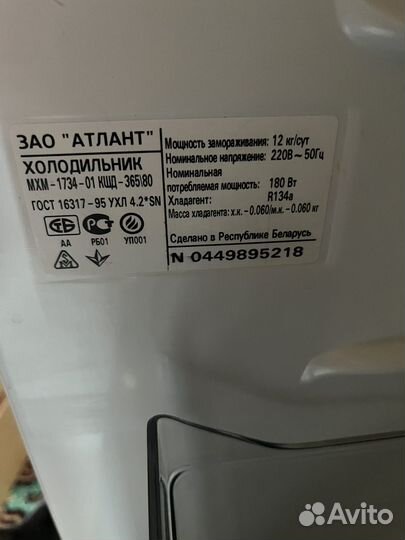 ЗАО "АТЛАНТ"
ХОЛОДИЛЬНИК
МХМ-1734-01 КШД-365\80
ГОСТ 16317-95 УХЛ 4.2*SN
АА РБ01 УП001
Мощность замораживания: 12 кг/сут
Номинальное напряжение: 220В ~ 50Гц
Номинальная
потребляемая мощность: 180 Вт
Хладагент: R134a
Масса хладагента: х.к. - 0.060/м.к. - 0.060 кг
Сделано в Республике Беларусь
N 0449895218
Avito